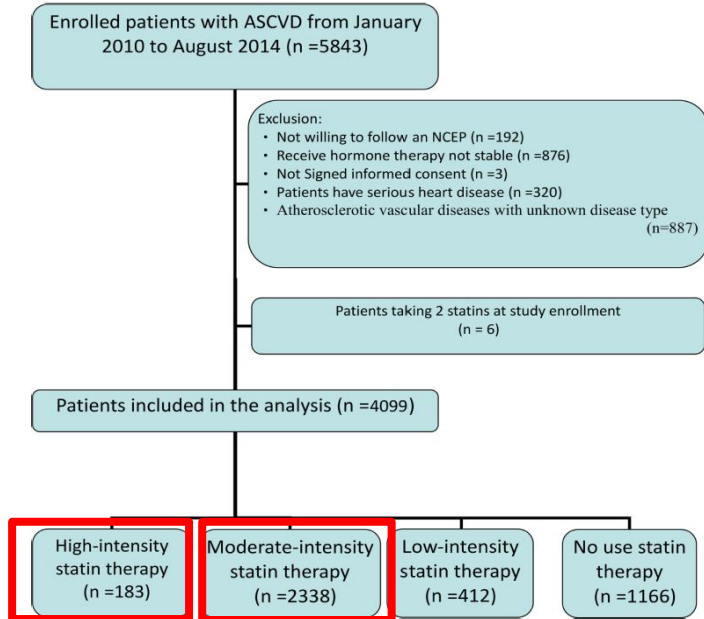 Enrolled patients with ASCVD from January
2010 to August 2014 (n =5843)
Exclusion:
• Not willing to follow an NCEP (n =192)
• Receive hormone therapy not stable (n =876)
• Not Signed informed consent (n =3)
• Patients have serious heart disease (n =320)
• Atherosclerotic vascular diseases with unknown disease type
(n=887)
Patients taking 2 statins at study enrollment
(n = 6)
Patients included in the analysis (n =4099)
High-intensity
statin therapy
(n =183)
Moderate-intensity
statin therapy
(n =2338)
Low-intensity
statin therapy
(n =412)
No use statin
therapy
(n =1166)